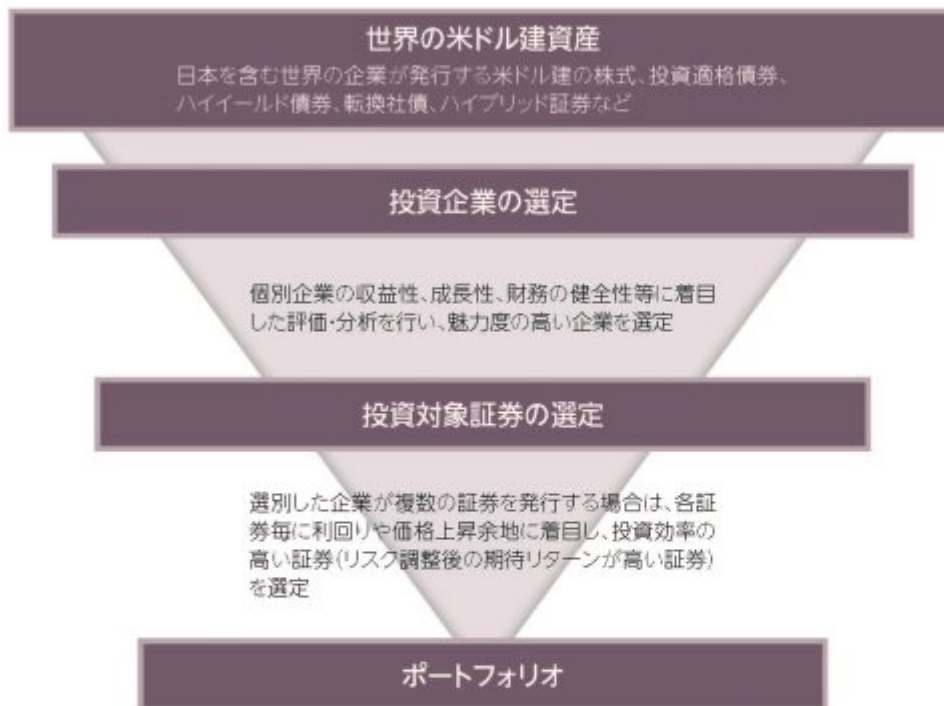 世界の米ドル建資産
日本を含む世界の企業が発行する米ドル建の株式、投資適格債券、
ハイイールド債券、転換社債、ハイブリッド証券など
投資企業の選定
個別企業の収益性、成長性、財務の健全性等に着目
した評価・分析を行い、魅力度の高い企業を選定
投資対象証券の選定
選別した企業が複数の証券を発行する場合は、各証
券毎に利回りや価格上昇余地に着目し、投資効率の
高い証券(リスク調整後の期待リターンが高い証券)
を選定
ポートフォリオ